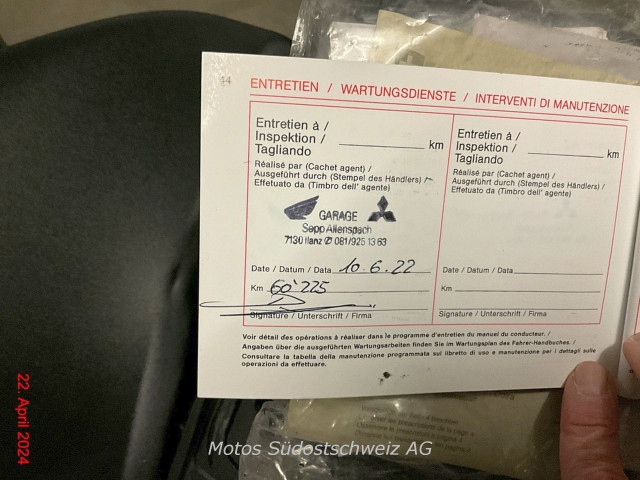 44
ENTRETIEN / WARTUNGSDIENSTE / INTERVENTI DI MANUTENZIONE
Entretien à /
Inspektion /
Tagliando km
Réalisé par (Cachet agent) /
Ausgeführt durch (Stempel des Händlers) /
Effetuato da (Timbro dell' agente)
GARAGE
Sepp Alienspach
7130 Ilanz ✆ 081/925 13 63
Date / Datum / Data 10.6.22
Km 60'225
Signature / Unterschrift / Firma
Entretien à /
Inspektion /
Tagliando km
Réalisé par (Cachet agent) /
Ausgeführt durch (Stempel des Händlers) /
Effetuato da (Timbro dell' agente)
Date / Datum / Data
Km
Signature / Unterschrift / Firma
Voir détail des opérations à réaliser dans le programme d'entretien du manuel du conducteur. /
Angaben über die ausgeführten Wartungsarbeiten finden Sie im Wartungsplan des Fahrer-Handbuches. /
Consultare la tabella della manutenzione programmata sul libretto di uso e manutenzione per i dettagli sulle
operazioni da effettuare.
22. April 2024
Motos Südostschweiz AG